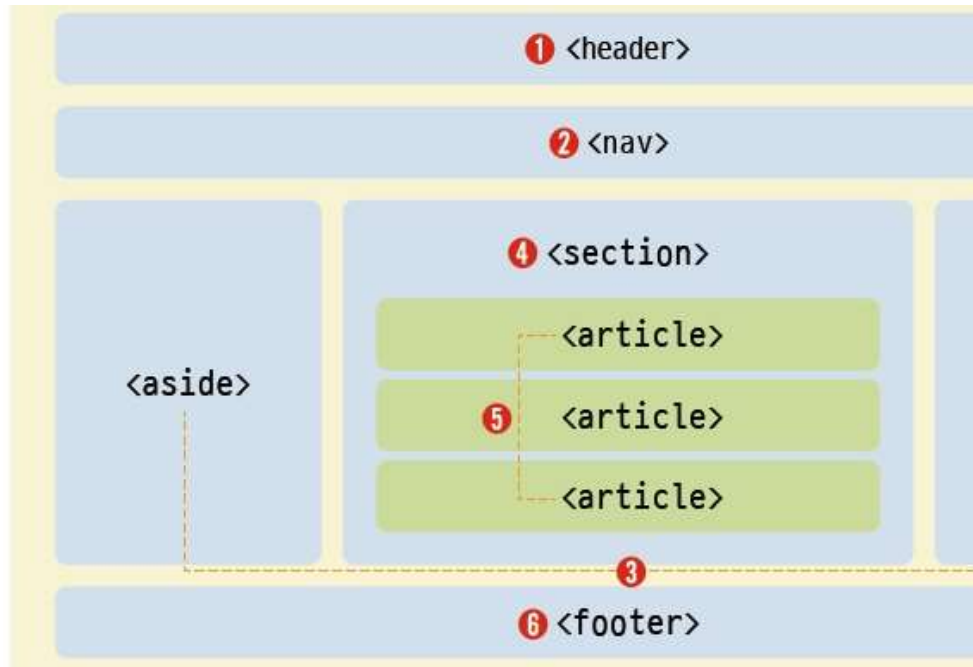 1 <header>
2 <nav>
4 <section>
<article>
<aside>
5 <article>
<article>
3
6 <footer>